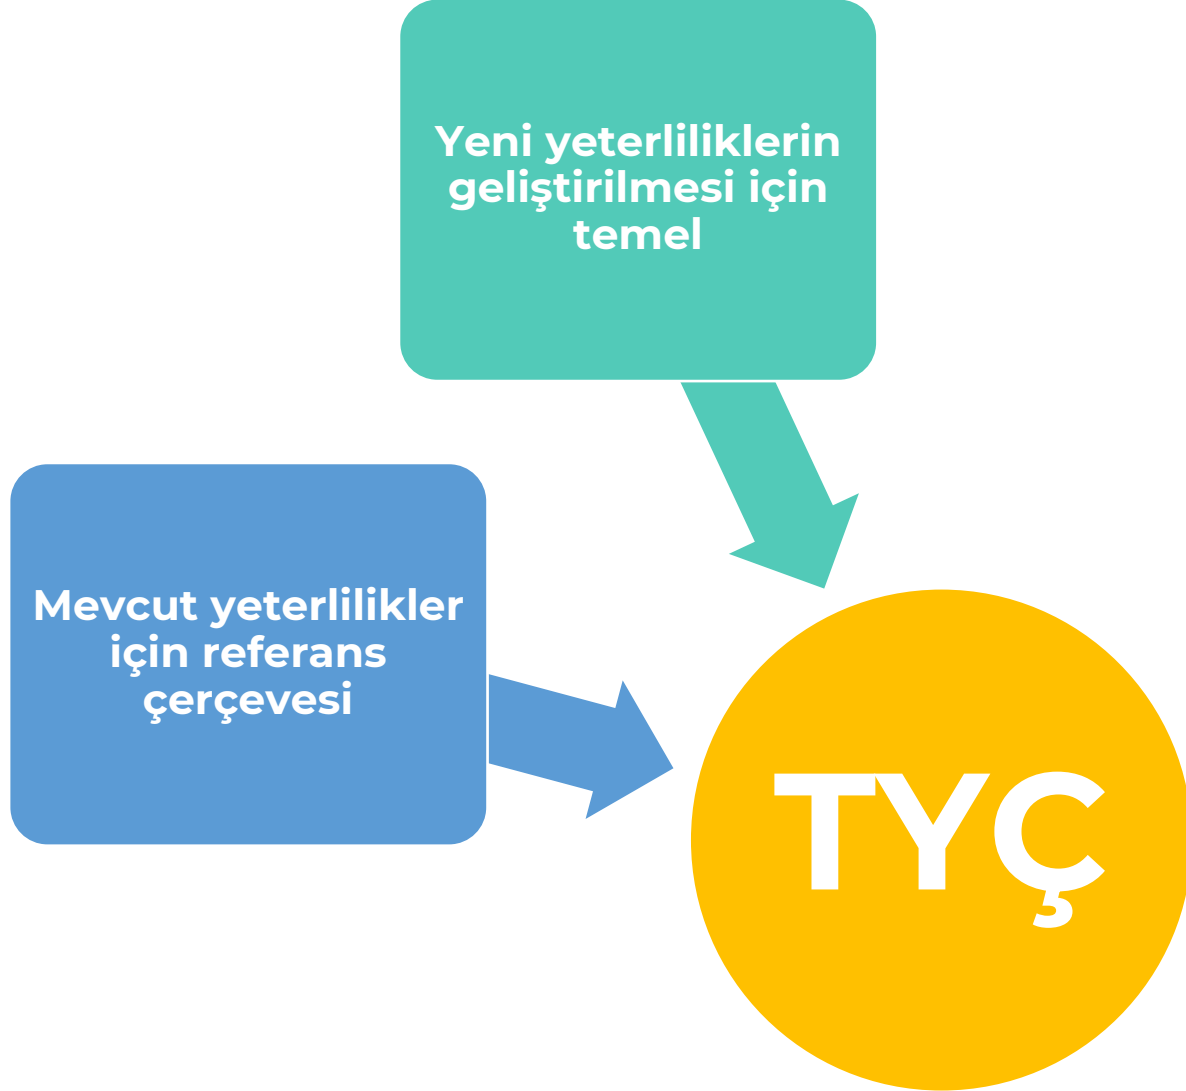 Yeni yeterliliklerin
geliştirilmesi için
temel
Mevcut yeterlilikler
için referans
çerçevesi
TYÇ